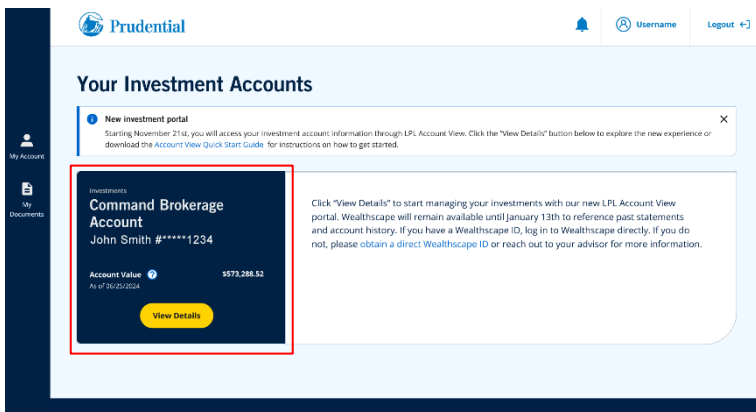 Prudential
Username
Logout
Your Investment Accounts
New investment portal
Starting November 21st, you will access your investment account information through LPL Account View. Click the "View Details" button below to explore the new experience or
download the Account View Quick Start Guide for instructions on how to get started.
My Account
My
Documents
Investments
Command Brokerage
Account
John Smith #*****1234
Account Value
$573,288.52
As of 06/25/2024
View Details
Click "View Details" to start managing your investments with our new LPL Account View
portal. Wealthscape will remain available until January 13th to reference past statements
and account history. If you have a Wealthscape ID, log in to Wealthscape directly. If you do
not, please obtain a direct Wealthscape ID or reach out to your advisor for more information.